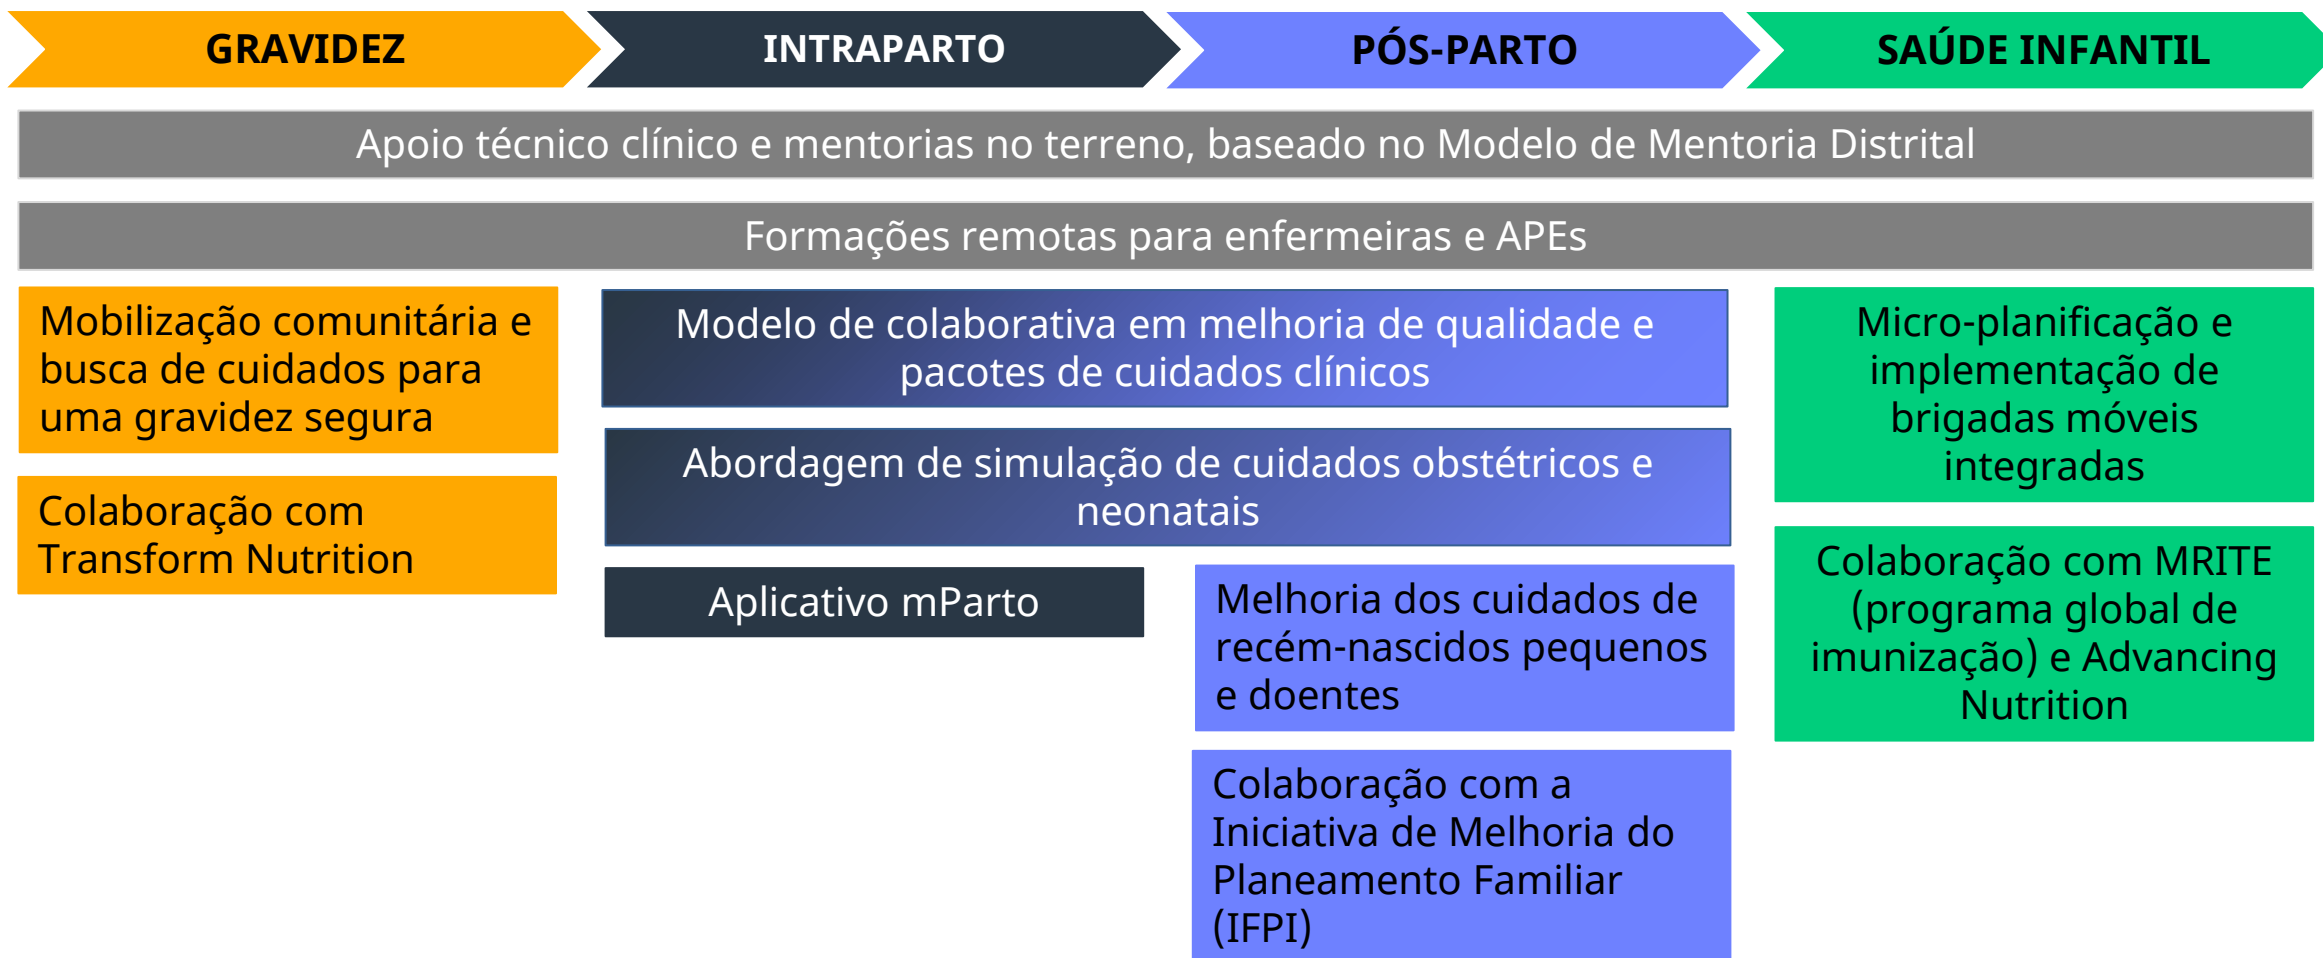 GRAVIDEZ
INTRAPARTO
PÓS-PARTO
SAÚDE INFANTIL
Apoio técnico clínico e mentorias no terreno, baseado no Modelo de Mentoria Distrital
Formações remotas para enfermeiras e APEs
Mobilização comunitária e
busca de cuidados para
uma gravidez segura
Colaboração com
Transform Nutrition
Modelo de colaborativa em melhoria de qualidade e
pacotes de cuidados clínicos
Abordagem de simulação de cuidados obstétricos e
neonatais
Aplicativo mParto
Melhoria dos cuidados de
recém-nascidos pequenos
e doentes
Colaboração com a
Iniciativa de Melhoria do
Planeamento Familiar
(IFPI)
Micro-planificação e
implementação de
brigadas móveis
integradas
Colaboração com MRITE
(programa global de
imunização) e Advancing
Nutrition